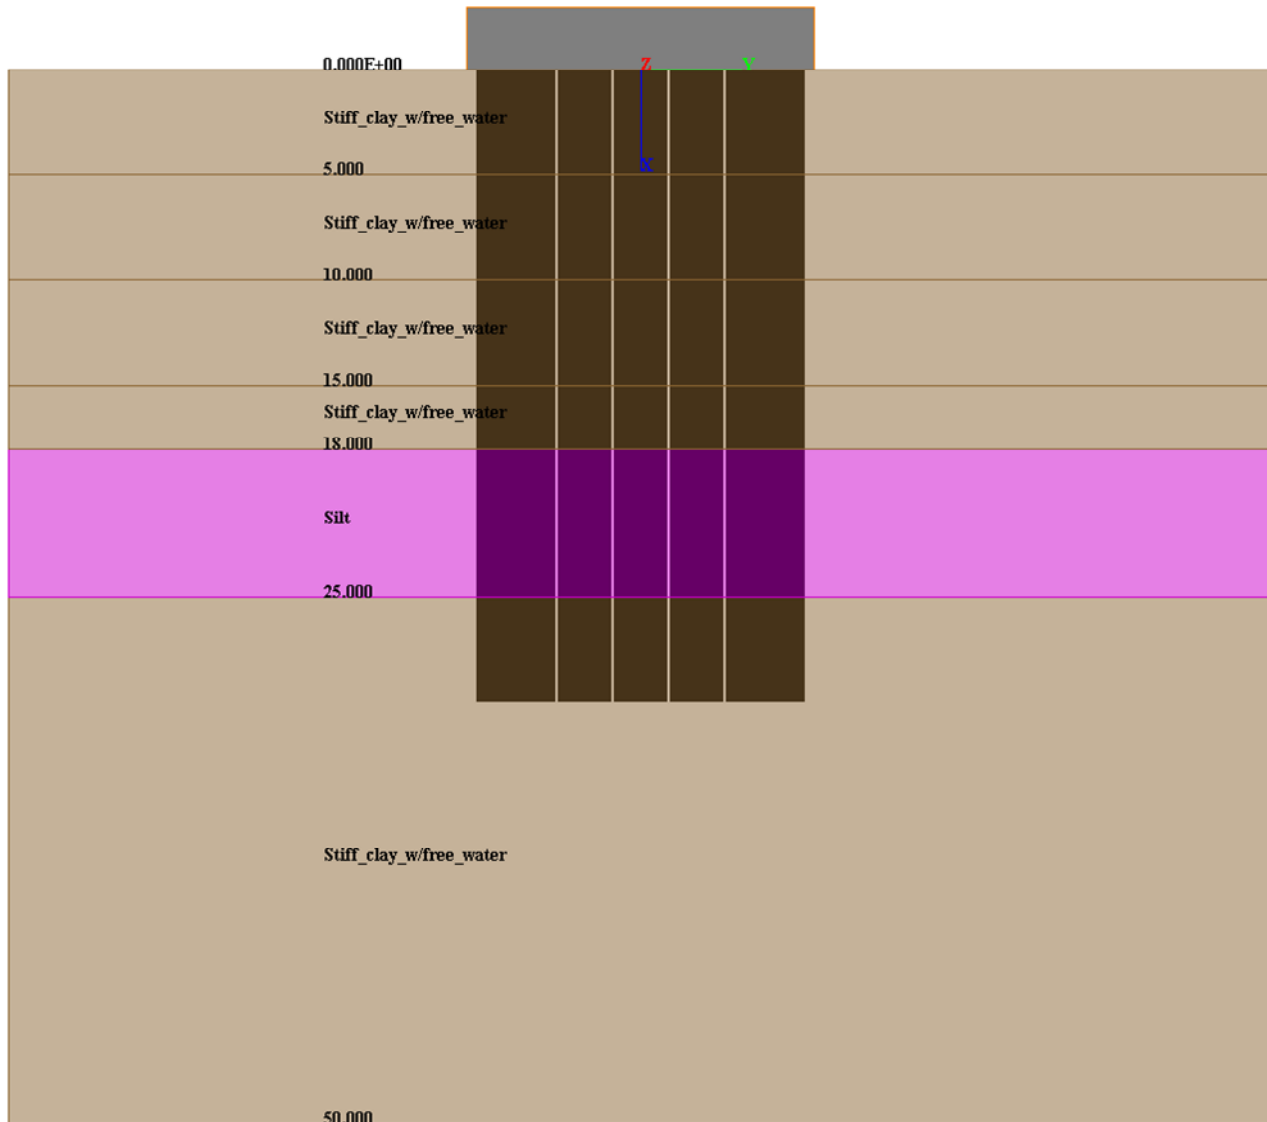 0.000E+00
Z
Y
Stiff_clay_w/free_water
X
5.000
Stiff_clay_w/free_water
10.000
Stiff_clay_w/free_water
15.000
Stiff_clay_w/free_water
18.000
Silt
25.000
Stiff_clay_w/free_water
50.000